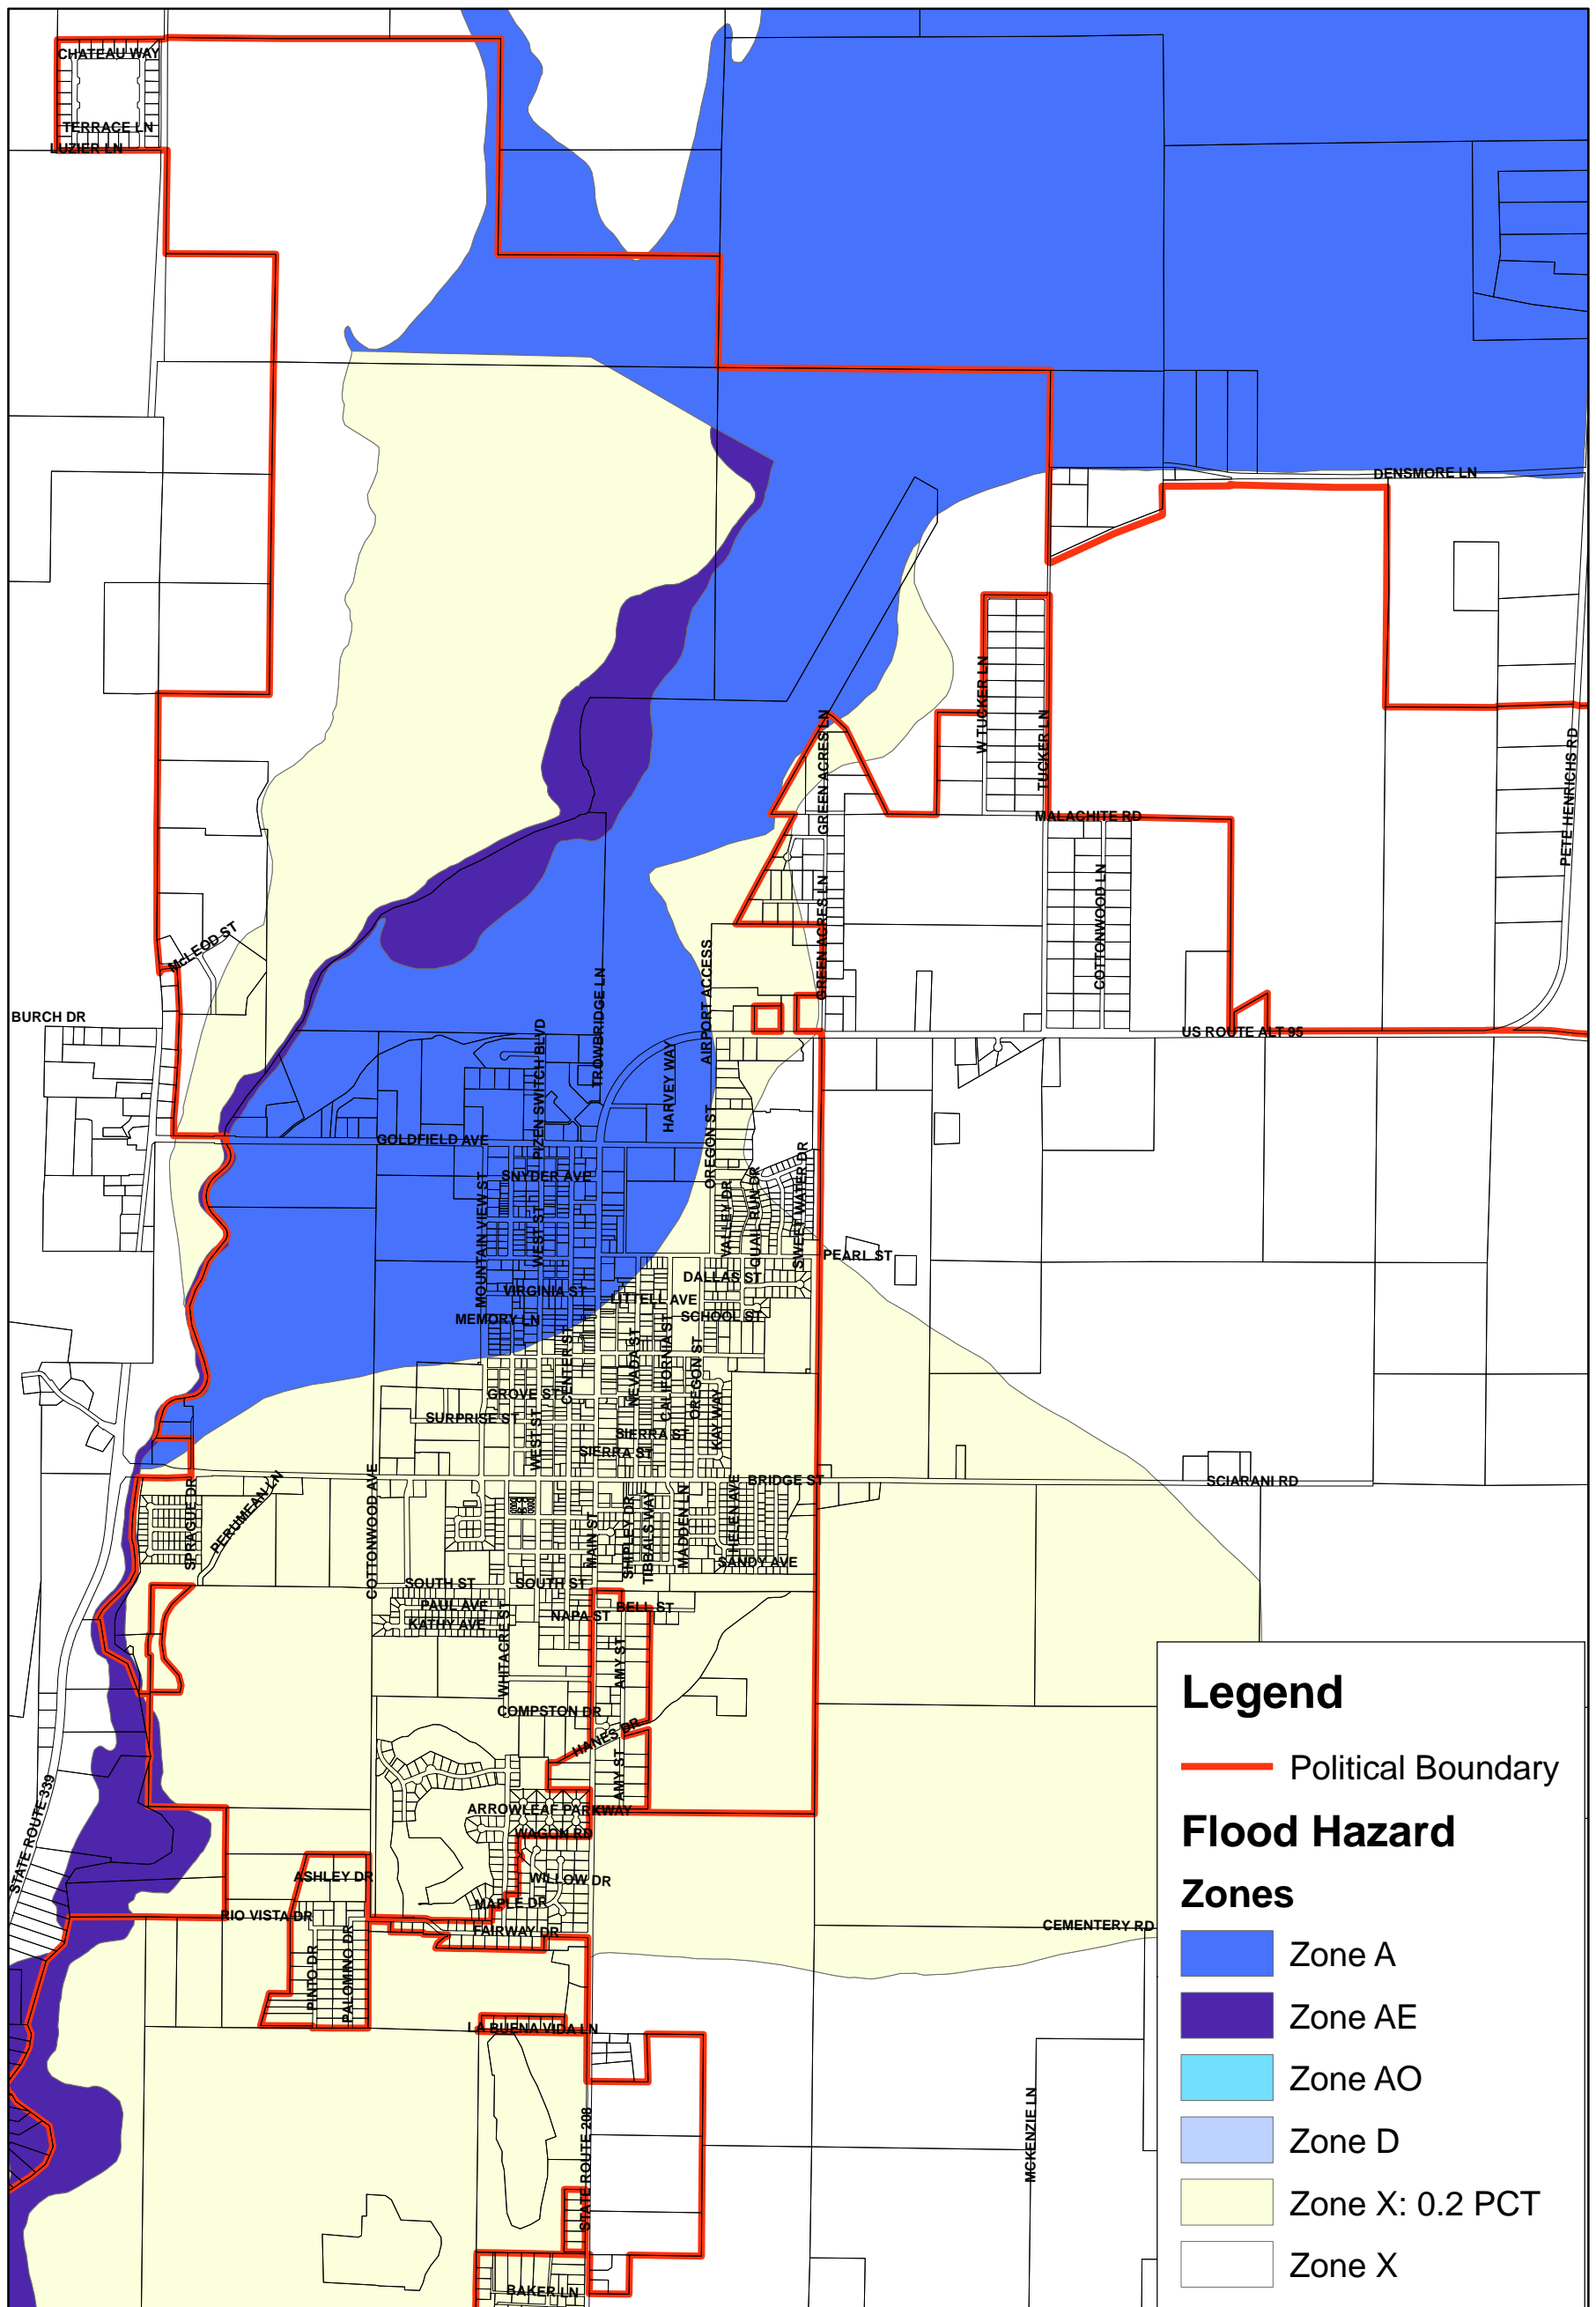 CHATEAU WAY
TERRACE LN
LUZIER LN
DENSMORE LN
W TUCKER LN
TUCKER LN
GREEN ACRES LN
PETE HENRICHS RD
MALACHITE RD
COTTONWOOD LN
GREEN ACRES LN
McLEOD ST
AIRPORT ACCESS
TROWBRIDGE LN
BURCH DR
PIZEN SWITCH BLVD
HARVEY WAY
US ROUTE ALT 95
GOLDFIELD AVE
OREGON ST
SNYDER AVE
MOUNTAIN VIEW ST
WEST ST
VALLEY DR
QUAIL RUN DR
SWEET WATER DR
PEARL ST
DALLAS ST
VIRGINIA ST
LITTELL AVE
MEMORY LN
SCHOOL ST
CENTER ST
NEVADA ST
CALIFORNIA ST
OREGON ST
GROVE ST
KAY WAY
SURPRISE ST
WEST ST
SIERRA ST
SIERRA ST
BRIDGE ST
SCIARANI RD
SPRAGUE DR
PERUMEAN LN
COTTONWOOD AVE
MAIN ST
SHIPLEY DR
TIBBALS WAY
MADDEN LN
HELEN AVE
SANDY AVE
SOUTH ST
SOUTH ST
PAUL AVE
KATHY AVE
NAPA ST
BELL ST
WHITACRE ST
AMY ST
COMPSTON DR
HANES DR
AMY ST
STATE ROUTE 339
ARROWLEAF PARKWAY
WAGON RD
ASHLEY DR
WILLOW DR
MAPLE DR
RIO VISTA DR
FAIRWAY DR
CEMENTERY RD
PINTO DR
PALOMINO DR
LA BUENA VIDA LN
STATE ROUTE 208
MCKENZIE LN
BAKER LN
Legend
Political Boundary
Flood Hazard
Zones
Zone A
Zone AE
Zone AO
Zone D
Zone X: 0.2 PCT
Zone X